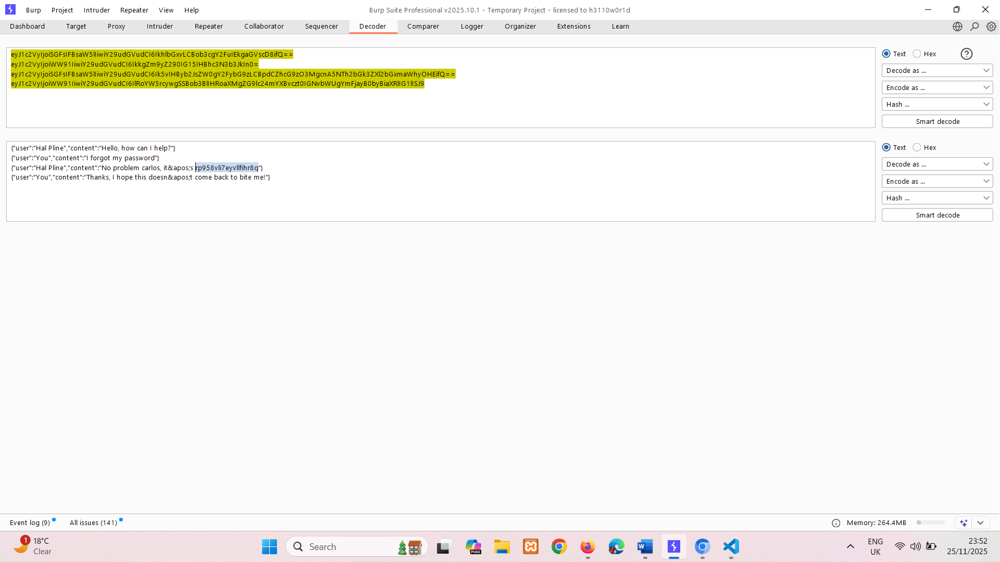 Burp Project Intruder Repeater View Help
Burp Suite Professional v2025.10.1 - Temporary Project - licensed to h3110w0r1d
Dashboard Target Proxy Intruder Repeater Collaborator Sequencer Decoder Comparer Logger Organizer Extensions Learn
eyJ1c2VyIjoiSGFsIFBsaW5lIiwiY29udGVudCI6IkhlbGxvLCBob3cgY2FuIEkgaGVscD8ifQ==
eyJ1c2VyIjoiWW91IiwiY29udGVudCI6IkkgZm9yZ290IG15IHBhc3N3b3JkIn0=
eyJ1c2VyIjoiSGFsIFBsaW5lIiwiY29udGVudCI6Ik5vIHByb2JsZW0gY2FybG9zLCBpdCZhcG9zO3MgcnA5NTh2bGk3ZXl2bGxmaWhyOHEifQ==
eyJ1c2VyIjoiWW91IiwiY29udGVudCI6IlRoYW5rcywgSSBob3BlIHRoaXMgZG9lc24mYXBvczt0IGNvbWUgYmFjayB0byBiaXRlIG1lISJ9
Text Hex
Decode as ...
Encode as ...
Hash ...
Smart decode
{"user":"Hal Pline","content":"Hello, how can I help?"}
{"user":"You","content":"I forgot my password"}
{"user":"Hal Pline","content":"No problem carlos, it&apos;s rp958vli7eyvllfihr8q"}
{"user":"You","content":"Thanks, I hope this doesn&apos;t come back to bite me!"}
Text Hex
Decode as ...
Encode as ...
Hash ...
Smart decode
Event log (9) All issues (141)
Memory: 264.4MB
1
18°C
Clear
Search
M365
ENG
UK
23:52
25/11/2025